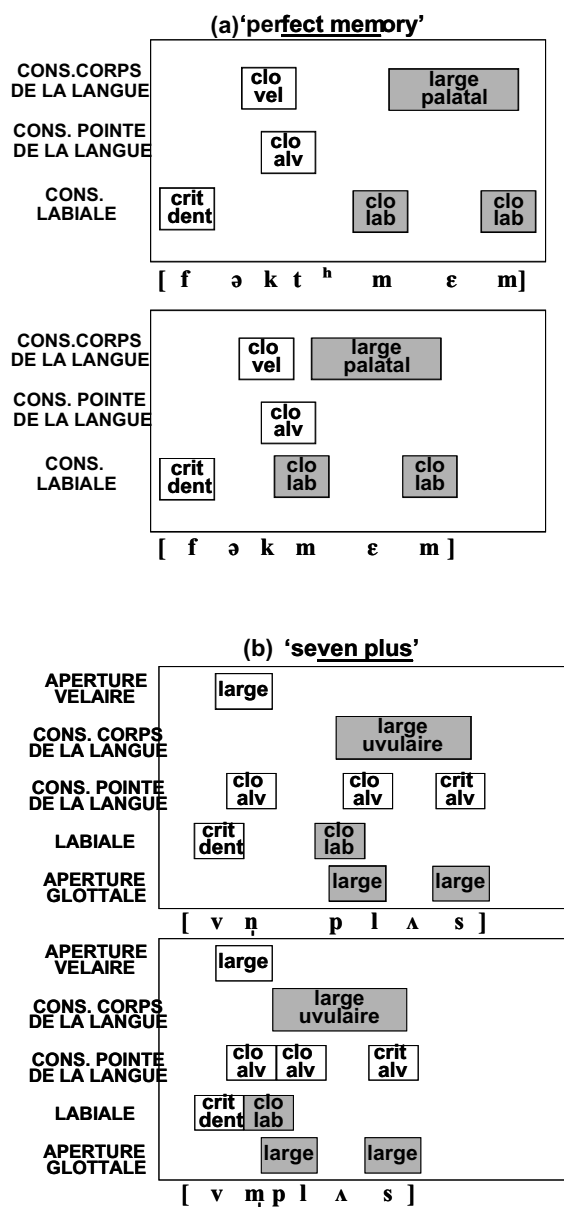 (a)‘perfect memory’
CONS.CORPS
DE LA LANGUE
clo
vel
large
palatal
CONS. POINTE
DE LA LANGUE
clo
alv
CONS.
LABIALE
crit
dent
clo
lab
clo
lab
[ f ə k t ʰ m ɛ m]
CONS.CORPS
DE LA LANGUE
clo
vel
large
palatal
CONS. POINTE
DE LA LANGUE
clo
alv
CONS.
LABIALE
crit
dent
clo
lab
clo
lab
[ f ə k m ɛ m ]
(b) ‘seven plus’
APERTURE
VELAIRE
large
CONS. CORPS
DE LA LANGUE
large
uvulaire
CONS. POINTE
DE LA LANGUE
clo
alv
clo
alv
crit
alv
LABIALE
crit
dent
clo
lab
APERTURE
GLOTTALE
large
large
[ v n̩ p l ʌ s ]
APERTURE
VELAIRE
large
CONS. CORPS
DE LA LANGUE
large
uvulaire
CONS. POINTE
DE LA LANGUE
clo
alv
clo
alv
crit
alv
LABIALE
crit
dent
clo
lab
APERTURE
GLOTTALE
large
large
[ v m̩ p l ʌ s ]